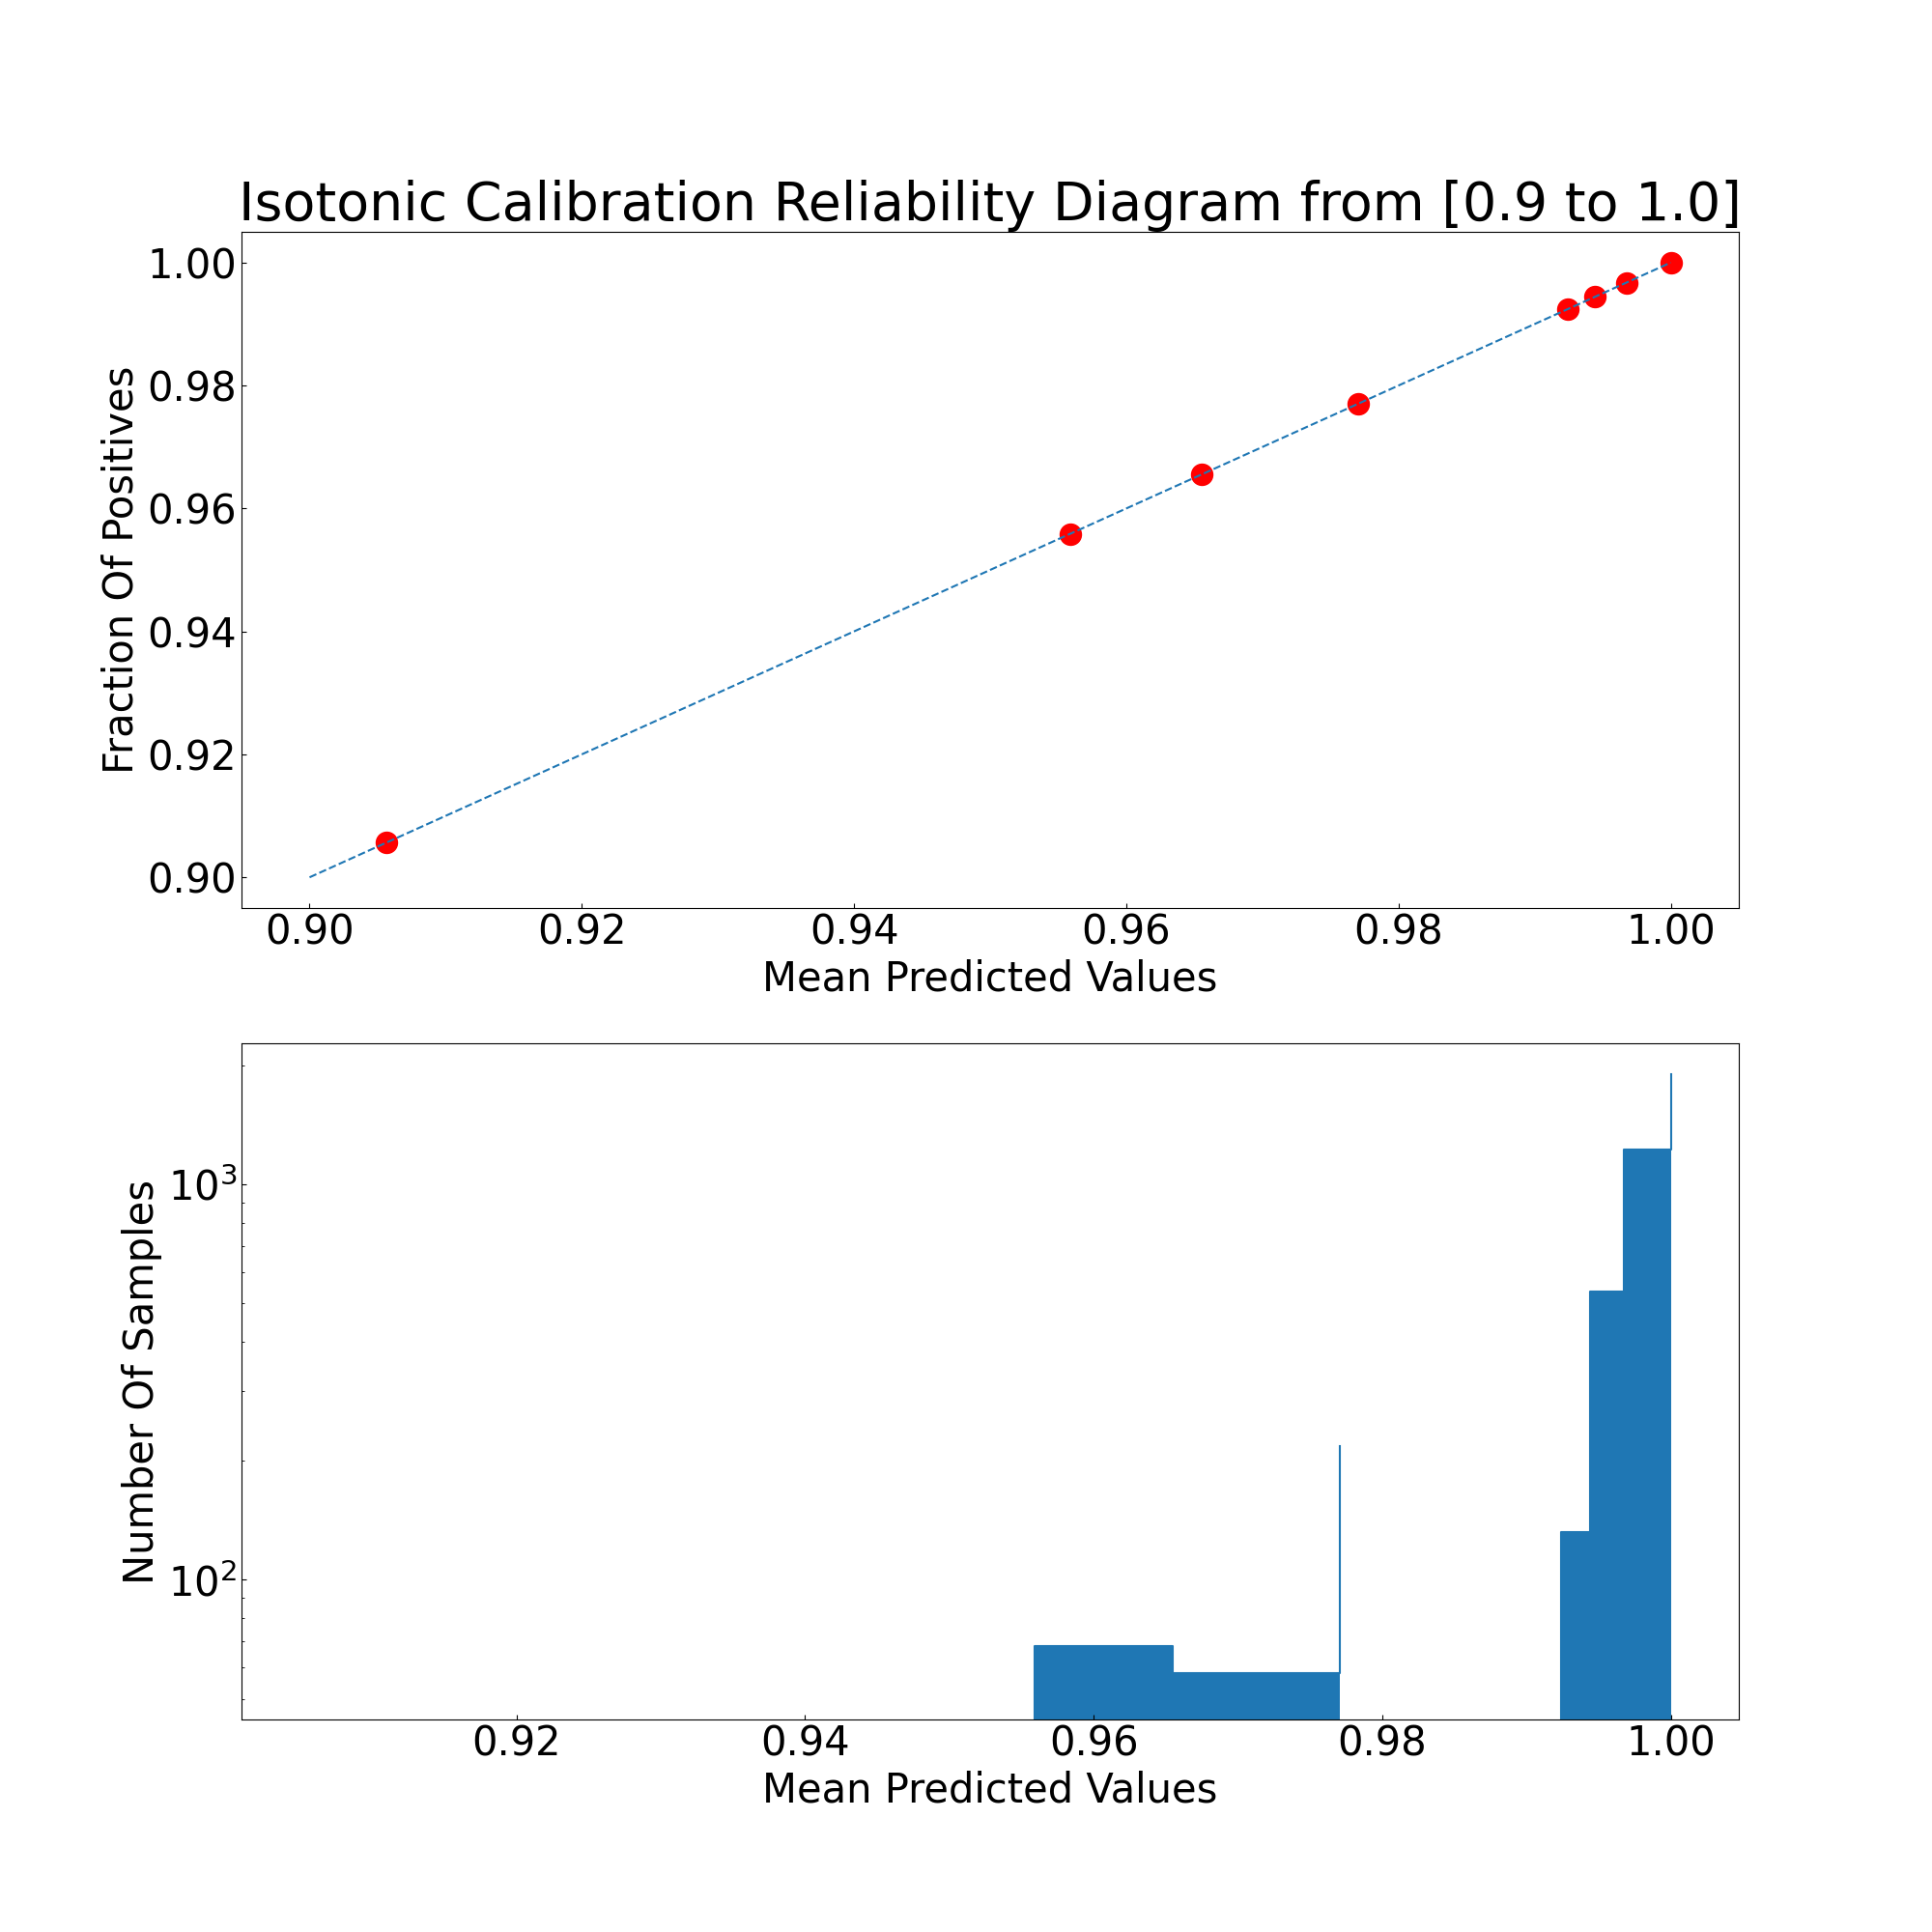 Isotonic Calibration Reliability Diagram from [0.9 to 1.0]
1.00
0.98
0.96
0.94
0.92
0.90
Fraction Of Positives
0.90 0.92 0.94 0.96 0.98 1.00
Mean Predicted Values
10³
10²
Number Of Samples
0.92 0.94 0.96 0.98 1.00
Mean Predicted Values